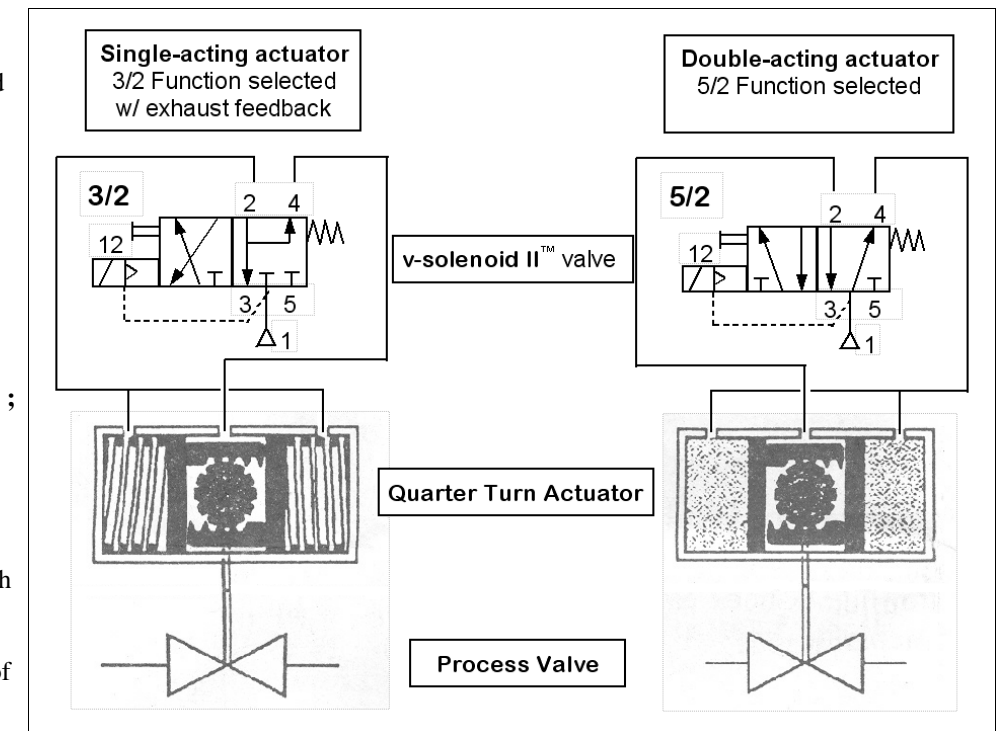 Single-acting actuator
3/2 Function selected
w/ exhaust feedback
Double-acting actuator
5/2 Function selected
d
3/2
2 4
12
3 5
1
5/2
2 4
12
3 5
1
v-solenoid II™ valve
;
Quarter Turn Actuator
h
Process Valve
of